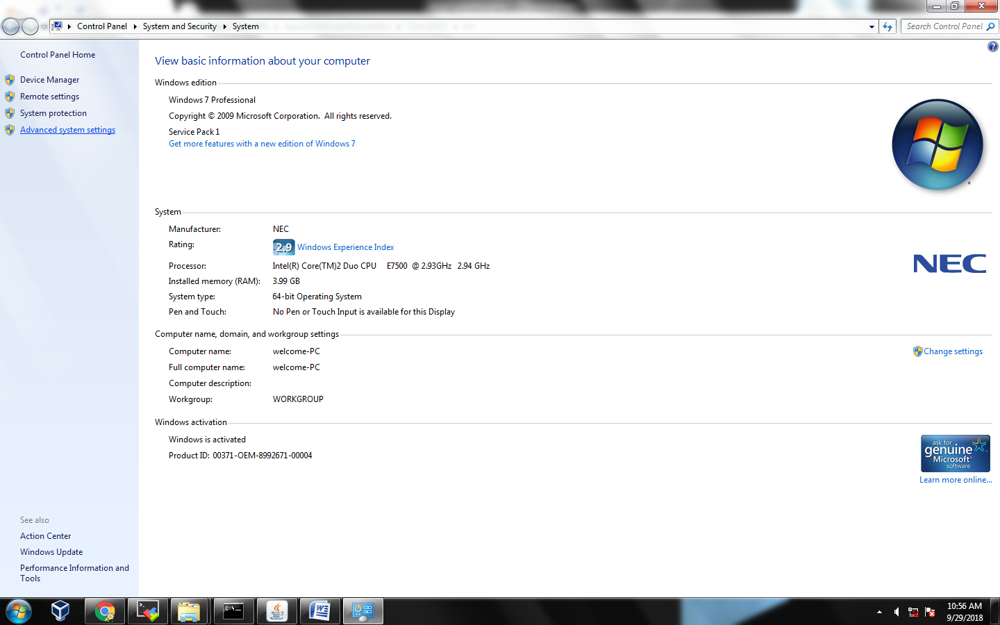 Control Panel ▸ System and Security ▸ System
Search Control Panel
Control Panel Home
Device Manager
Remote settings
System protection
Advanced system settings
See also
Action Center
Windows Update
Performance Information and
Tools
View basic information about your computer
Windows edition
Windows 7 Professional
Copyright © 2009 Microsoft Corporation.  All rights reserved.
Service Pack 1
Get more features with a new edition of Windows 7
System
Manufacturer: NEC
Rating: 2.9 Windows Experience Index
Processor: Intel(R) Core(TM)2 Duo CPU     E7500  @ 2.93GHz   2.94 GHz
Installed memory (RAM): 3.99 GB
System type: 64-bit Operating System
Pen and Touch: No Pen or Touch Input is available for this Display
NEC
Computer name, domain, and workgroup settings
Computer name: welcome-PC
Change settings
Full computer name: welcome-PC
Computer description:
Workgroup: WORKGROUP
Windows activation
Windows is activated
Product ID: 00371-OEM-8992671-00004
ask for
genuine
Microsoft
software
Learn more online...
10:56 AM
9/29/2018